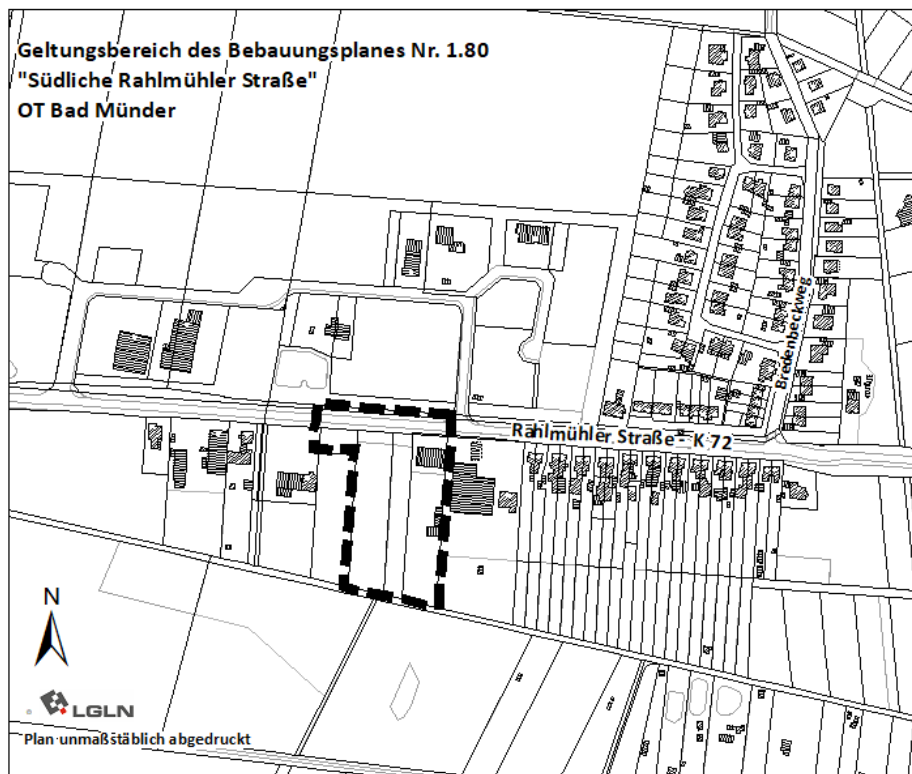 Geltungsbereich des Bebauungsplanes Nr. 1.80
"Südliche Rahlmühler Straße"
OT Bad Münder
Bredenbeckweg
Rahlmühler Straße - K 72
N
LGLN
Plan unmaßstäblich abgedruckt